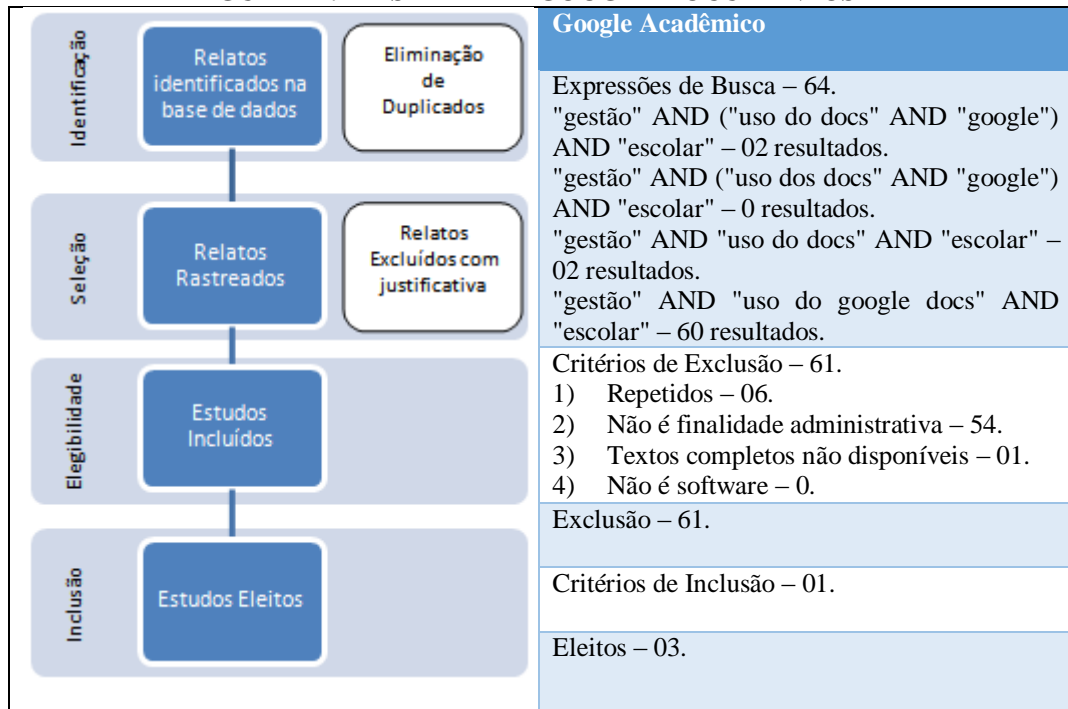 Identificação
Relatos
identificados na
base de dados
Eliminação
de
Duplicados
Seleção
Relatos
Rastreados
Relatos
Excluídos com
justificativa
Elegibilidade
Estudos
Incluídos
Inclusão
Estudos Eleitos
Google Acadêmico
Expressões de Busca – 64.
"gestão" AND ("uso do docs" AND "google")
AND "escolar" – 02 resultados.
"gestão" AND ("uso dos docs" AND "google")
AND "escolar" – 0 resultados.
"gestão" AND "uso do docs" AND "escolar" –
02 resultados.
"gestão" AND "uso do google docs" AND
"escolar" – 60 resultados.
Critérios de Exclusão – 61.
1) Repetidos – 06.
2) Não é finalidade administrativa – 54.
3) Textos completos não disponíveis – 01.
4) Não é software – 0.
Exclusão – 61.
Critérios de Inclusão – 01.
Eleitos – 03.